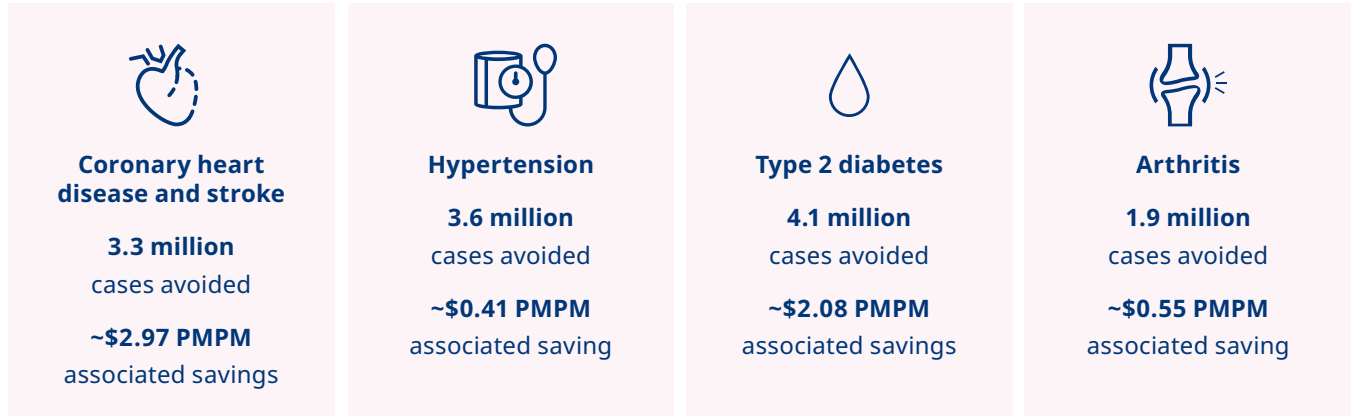 Coronary heart
disease and stroke
3.3 million
cases avoided
~$2.97 PMPM
associated savings
Hypertension
3.6 million
cases avoided
~$0.41 PMPM
associated saving
Type 2 diabetes
4.1 million
cases avoided
~$2.08 PMPM
associated savings
Arthritis
1.9 million
cases avoided
~$0.55 PMPM
associated saving